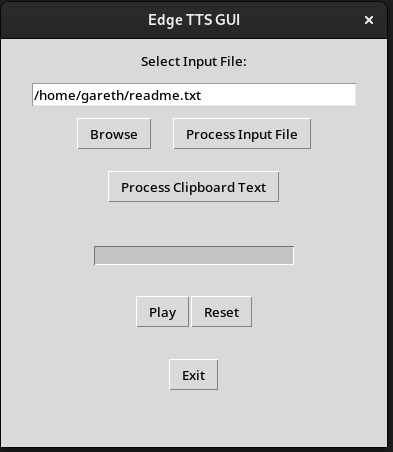 Edge TTS GUI
Select Input File:
/home/gareth/readme.txt
Browse Process Input File
Process Clipboard Text
Play Reset
Exit